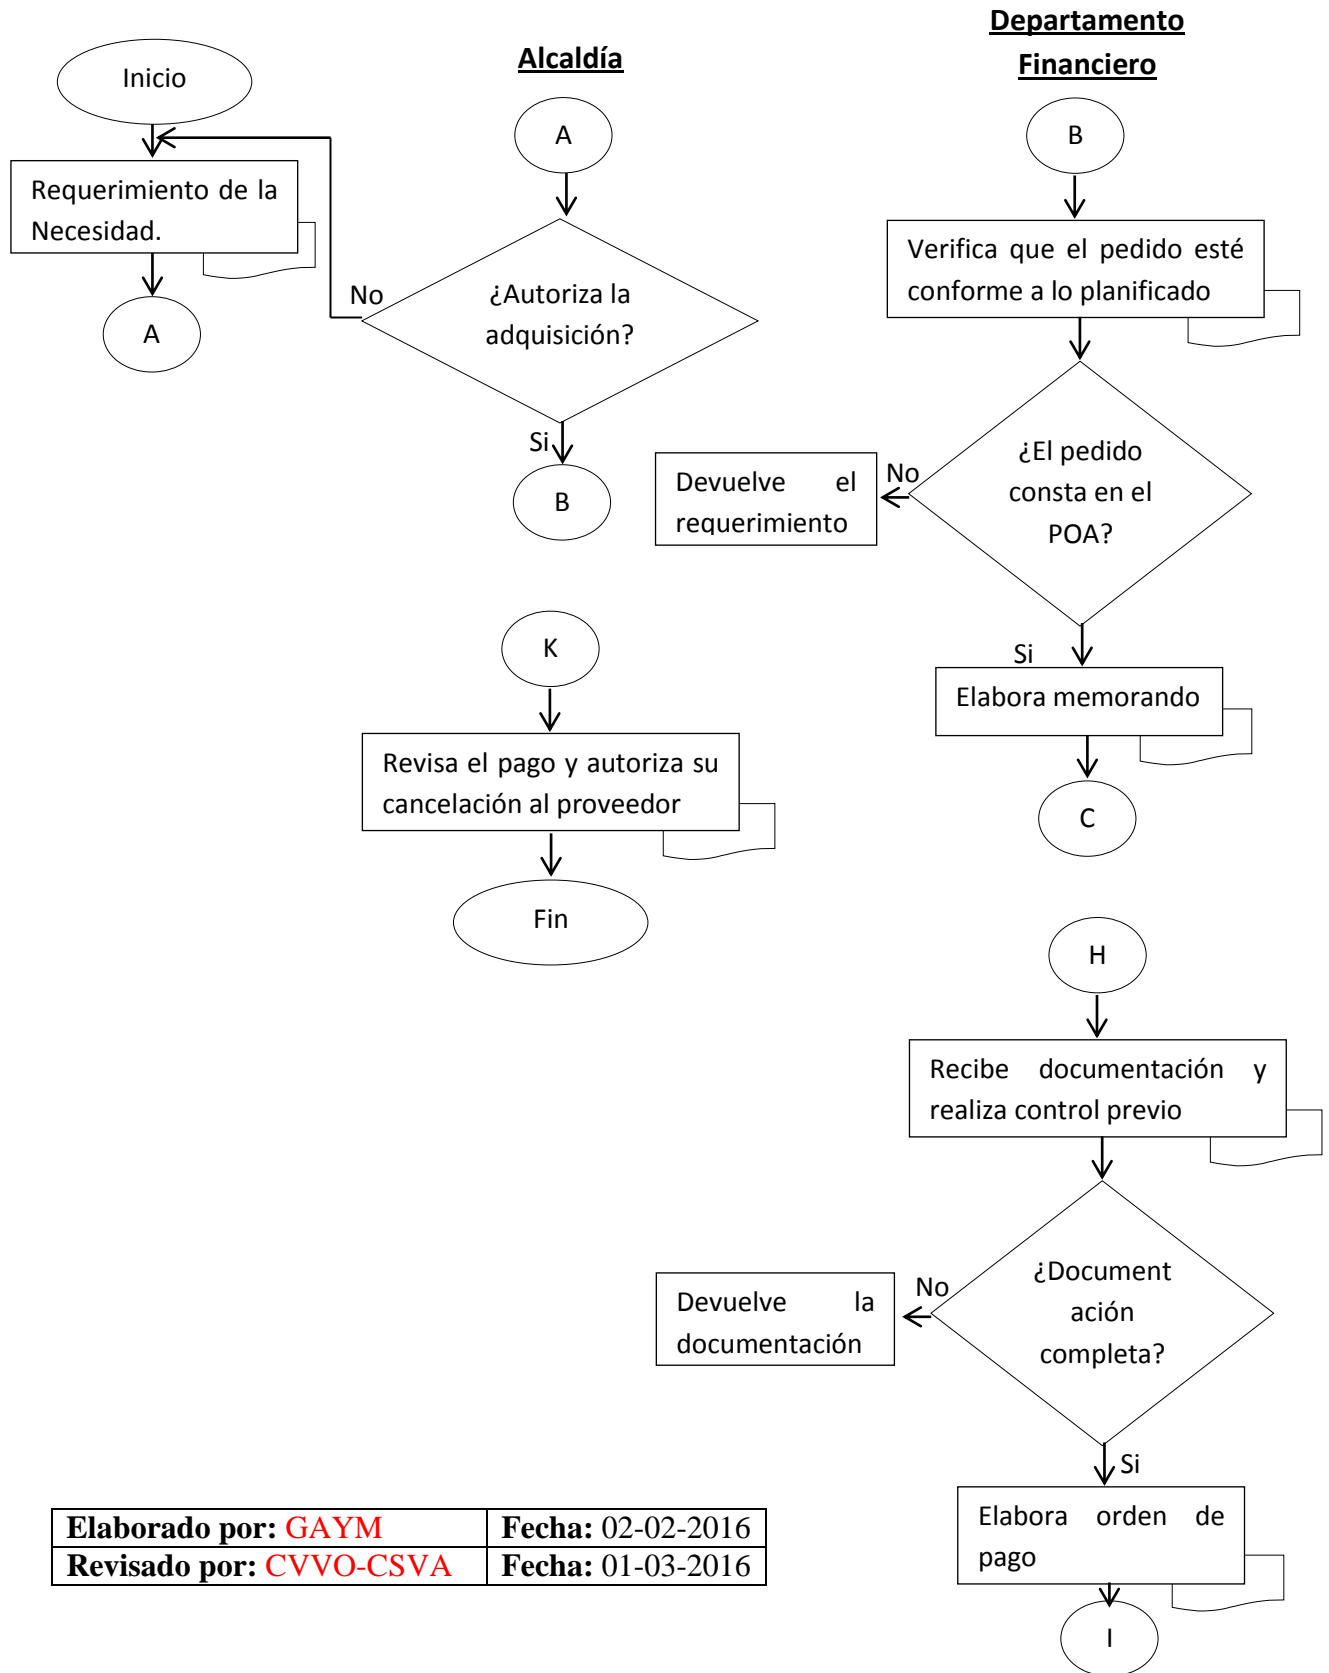 Inicio
Requerimiento de la
Necesidad.
A
Alcaldía
A
¿Autoriza la
adquisición?
No
Si
B
K
Revisa el pago y autoriza su
cancelación al proveedor
Fin
Departamento
Financiero
B
Verifica que el pedido esté
conforme a lo planificado
¿El pedido
consta en el
POA?
No
Devuelve el
requerimiento
Si
Elabora memorando
C
H
Recibe documentación y
realiza control previo
¿Document
ación
completa?
No
Devuelve la
documentación
Si
Elabora orden de
pago
I
Elaborado por: GAYM Fecha: 02-02-2016
Revisado por: CVVO-CSVA Fecha: 01-03-2016